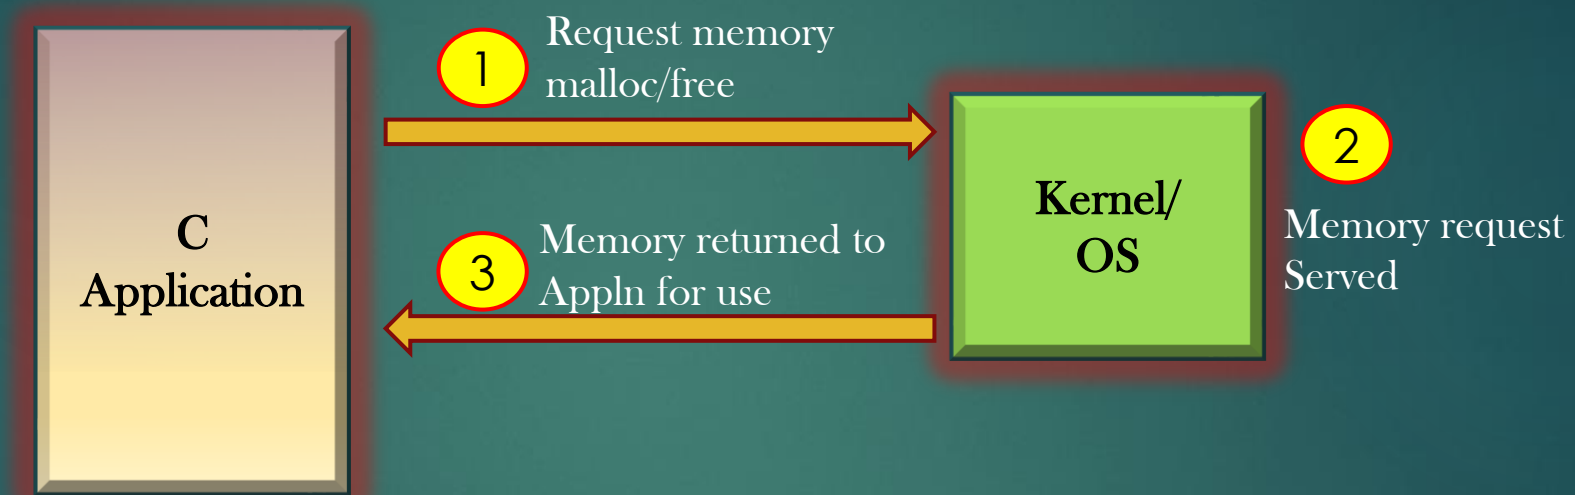 1
Request memory
malloc/free
C
Application
Kernel/
OS
2
Memory request
Served
3
Memory returned to
Appln for use